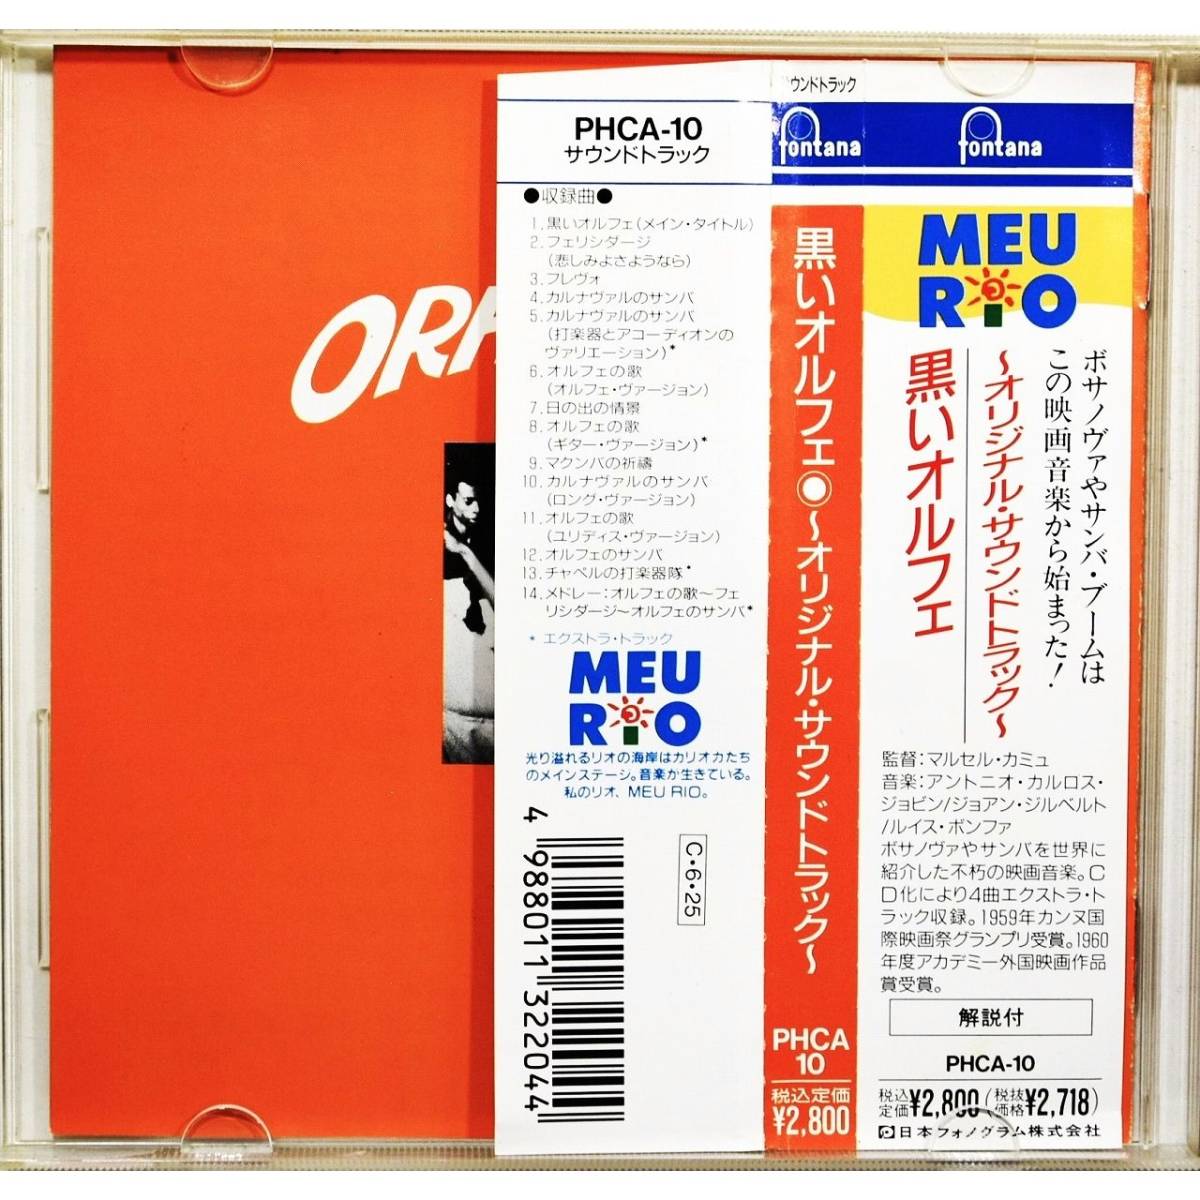 ORF
PHCA-10
サウンドトラック
●収録曲●
1. 黒いオルフェ(メイン・タイトル)
2. フェリシダージ
(悲しみよさようなら)
3. フレヴォ
4. カルナヴァルのサンバ
5. カルナヴァルのサンバ
(打楽器とアコーディオンの
ヴァリエーション)*
6. オルフェの歌
(オルフェ・ヴァージョン)
7. 日の出の情景
8. オルフェの歌
(ギター・ヴァージョン)*
9. マクンバの祈禱
10. カルナヴァルのサンバ
(ロング・ヴァージョン)
11. オルフェの歌
(ユリディス・ヴァージョン)
12. オルフェのサンバ
13. チャペルの打楽器隊*
14. メドレー:オルフェの歌〜フェ
リシダージ〜オルフェのサンバ*
* エクストラ・トラック
MEU
RIO
光り溢れるリオの海岸はカリオカたち
のメインステージ。音楽が生きている。
私のリオ、MEU RIO。
C・6・25
4 988011 322044
サウンドトラック
fontana
黒いオルフェ◉〜オリジナル・サウンドトラック〜
PHCA
10
税込定価
¥2,800
fontana
MEU
RIO
ボサノヴァやサンバ・ブームは
この映画音楽から始まった!
〜オリジナル・サウンドトラック〜
黒いオルフェ
監督:マルセル・カミュ
音楽:アントニオ・カルロス・
ジョビン/ジョアン・ジルベルト
/ルイス・ボンファ
ボサノヴァやサンバを世界に
紹介した不朽の映画音楽。C
D化により4曲エクストラ・ト
ラック収録。1959年カンヌ国
際映画祭グランプリ受賞。1960
年度アカデミー外国映画作品
賞受賞。
解説付
PHCA-10
税込定価¥2,800(税抜価格¥2,718)
日本フォノグラム株式会社